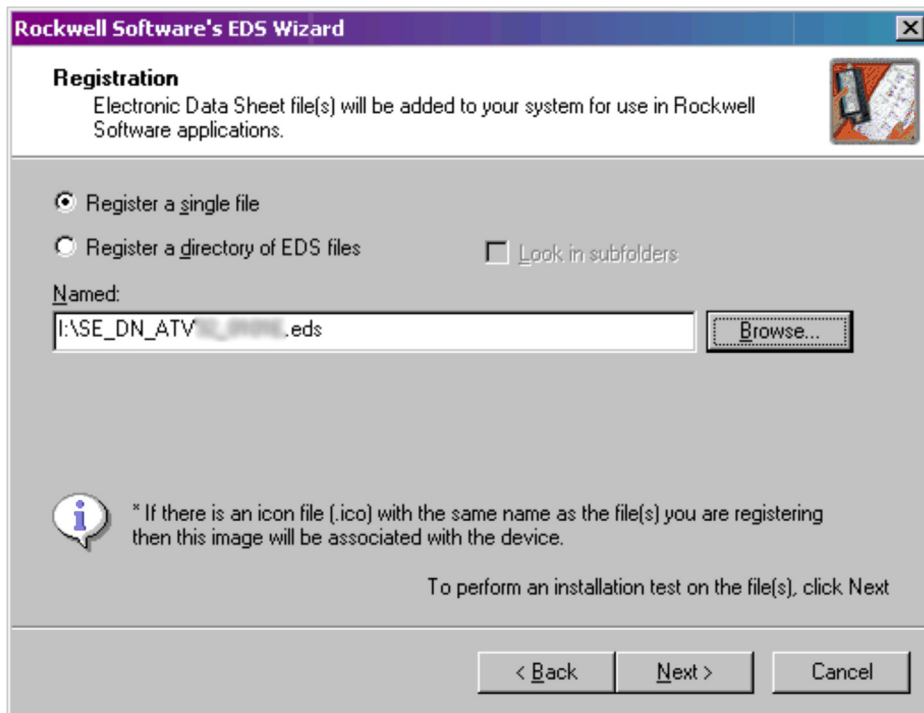 Rockwell Software's EDS Wizard
Registration
Electronic Data Sheet file(s) will be added to your system for use in Rockwell
Software applications.
Register a single file
Register a directory of EDS files
Look in subfolders
Named:
I:\SE_DN_ATV .eds
Browse...
* If there is an icon file (.ico) with the same name as the file(s) you are registering
then this image will be associated with the device.
To perform an installation test on the file(s), click Next
< Back
Next >
Cancel